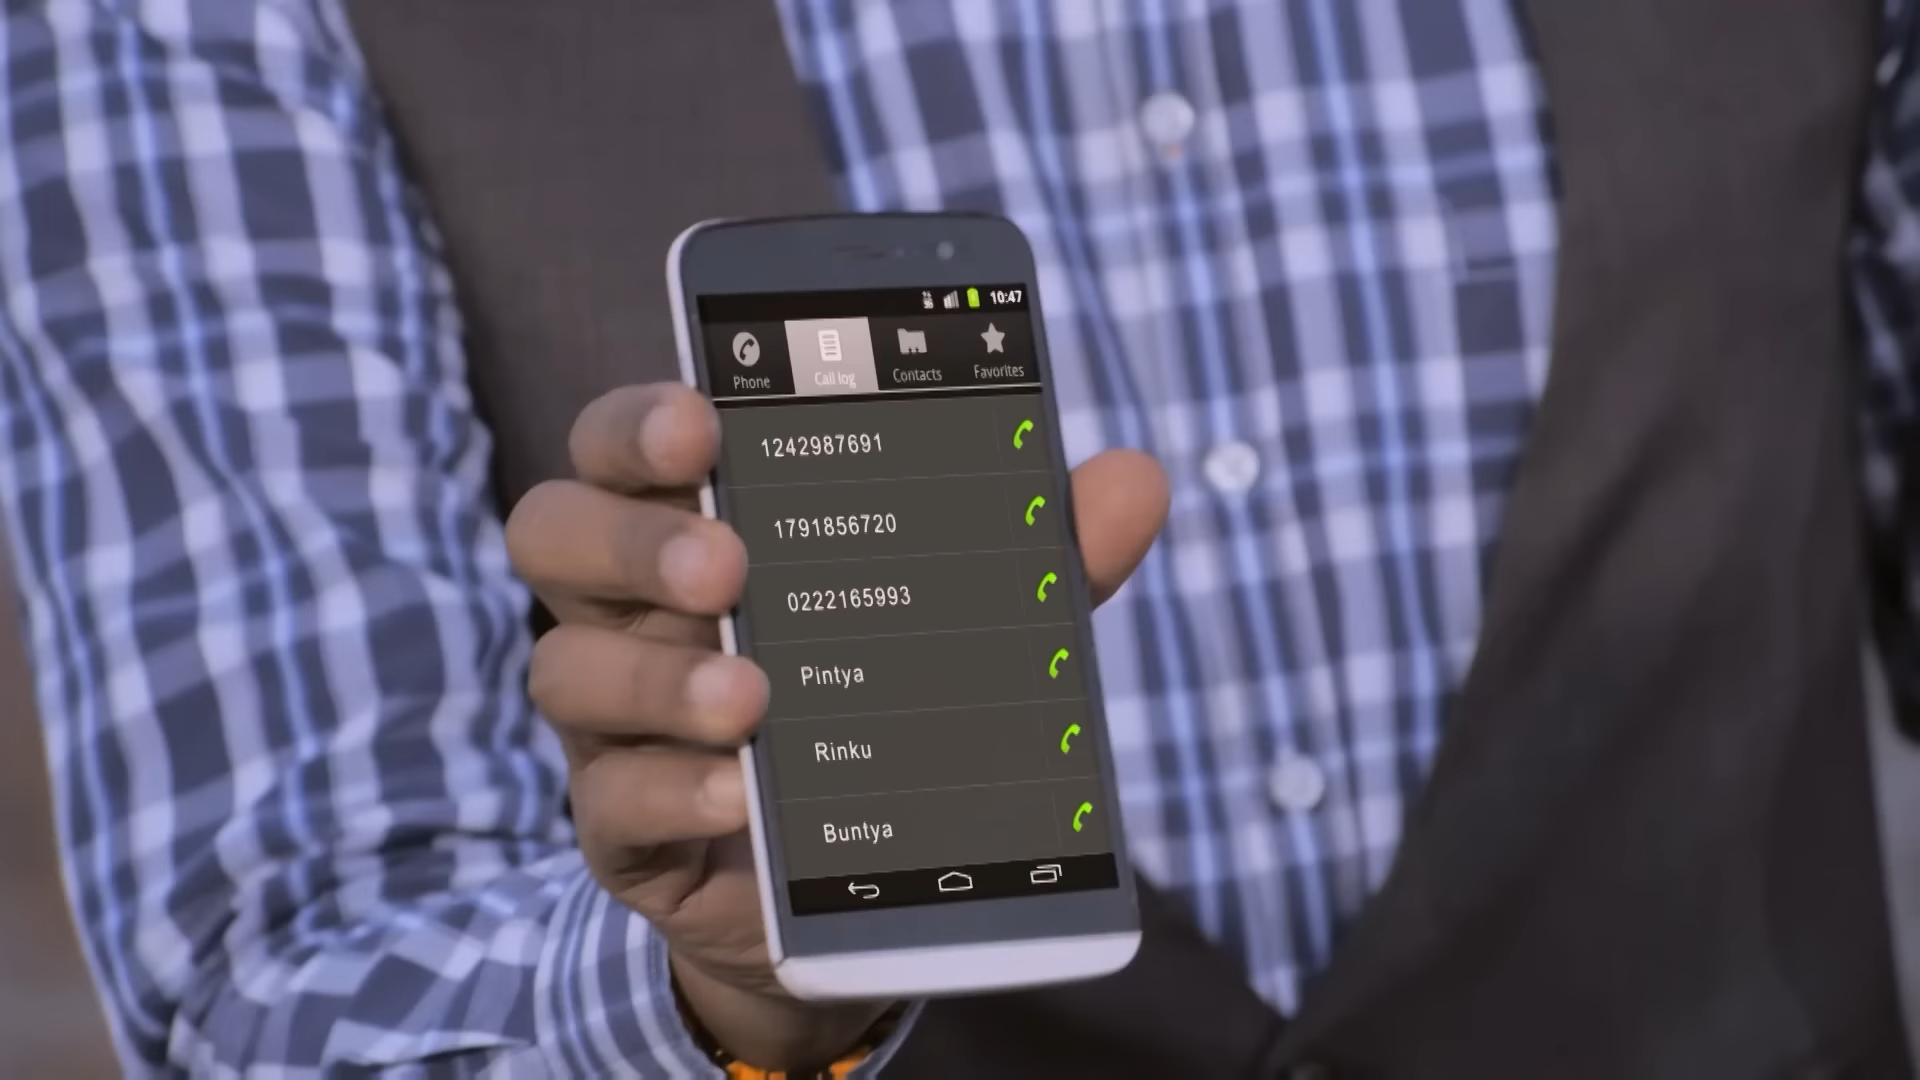 10:47
Phone Call log Contacts Favorites
1242987691
1791856720
0222165993
Pintya
Rinku
Buntya